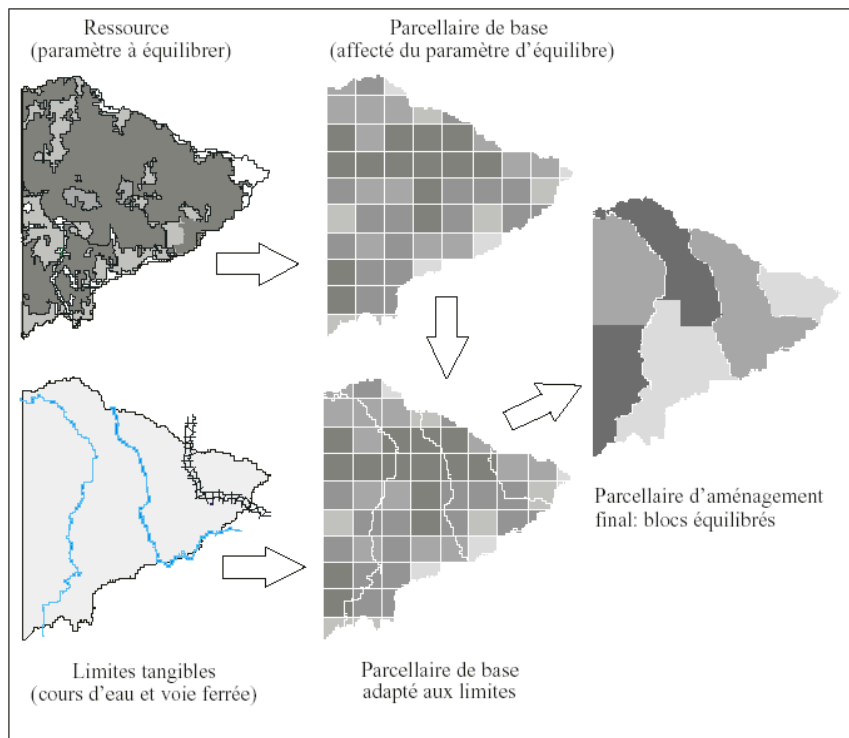 Ressource
(paramètre à équilibrer)
Parcellaire de base
(affecté du paramètre d'équilibre)
Parcellaire d'aménagement
final: blocs équilibrés
Limites tangibles
(cours d'eau et voie ferrée)
Parcellaire de base
adapté aux limites